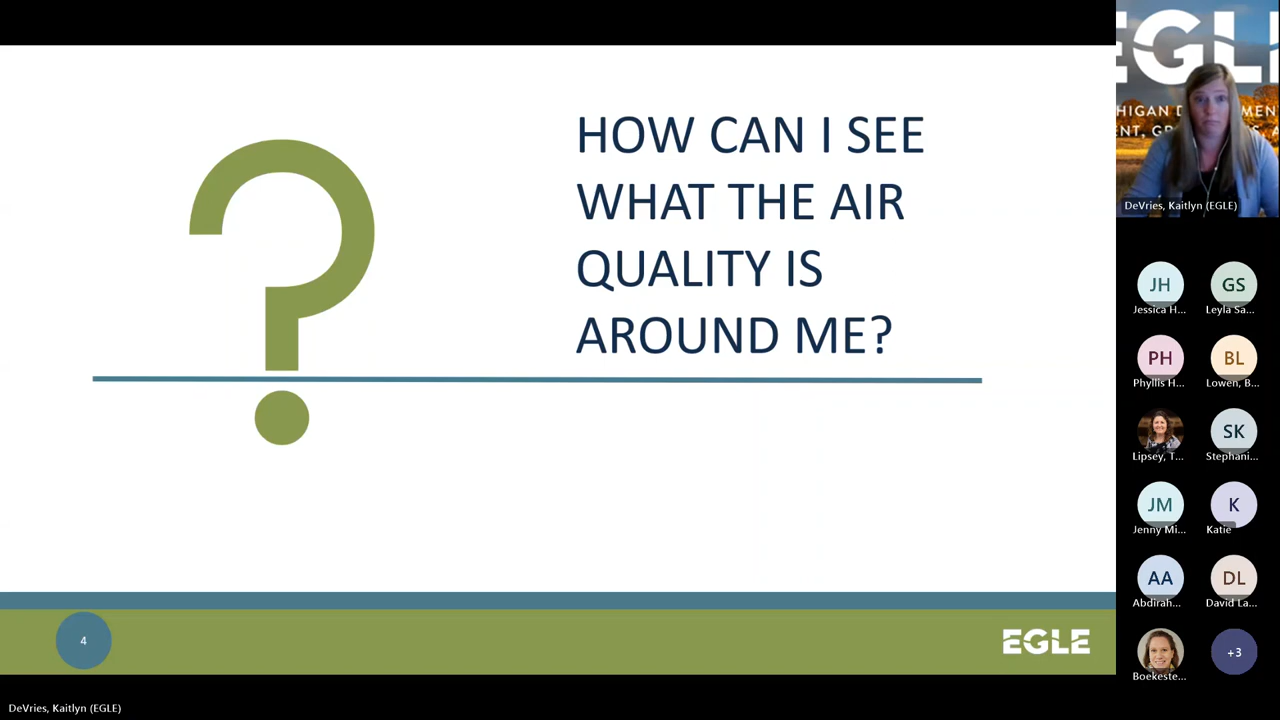 HOW CAN I SEE
WHAT THE AIR
QUALITY IS
AROUND ME?
4
EGLE
EGLE
DeVries, Kaitlyn (EGLE)
JH
Jessica H...
GS
Leyla Sa...
PH
Phyllis H...
BL
Lowen, B...
Lipsey, T...
SK
Stephani...
JM
Jenny Mi...
K
Katie
AA
Abdirah...
DL
David La...
Boekeste...
+3
DeVries, Kaitlyn (EGLE)